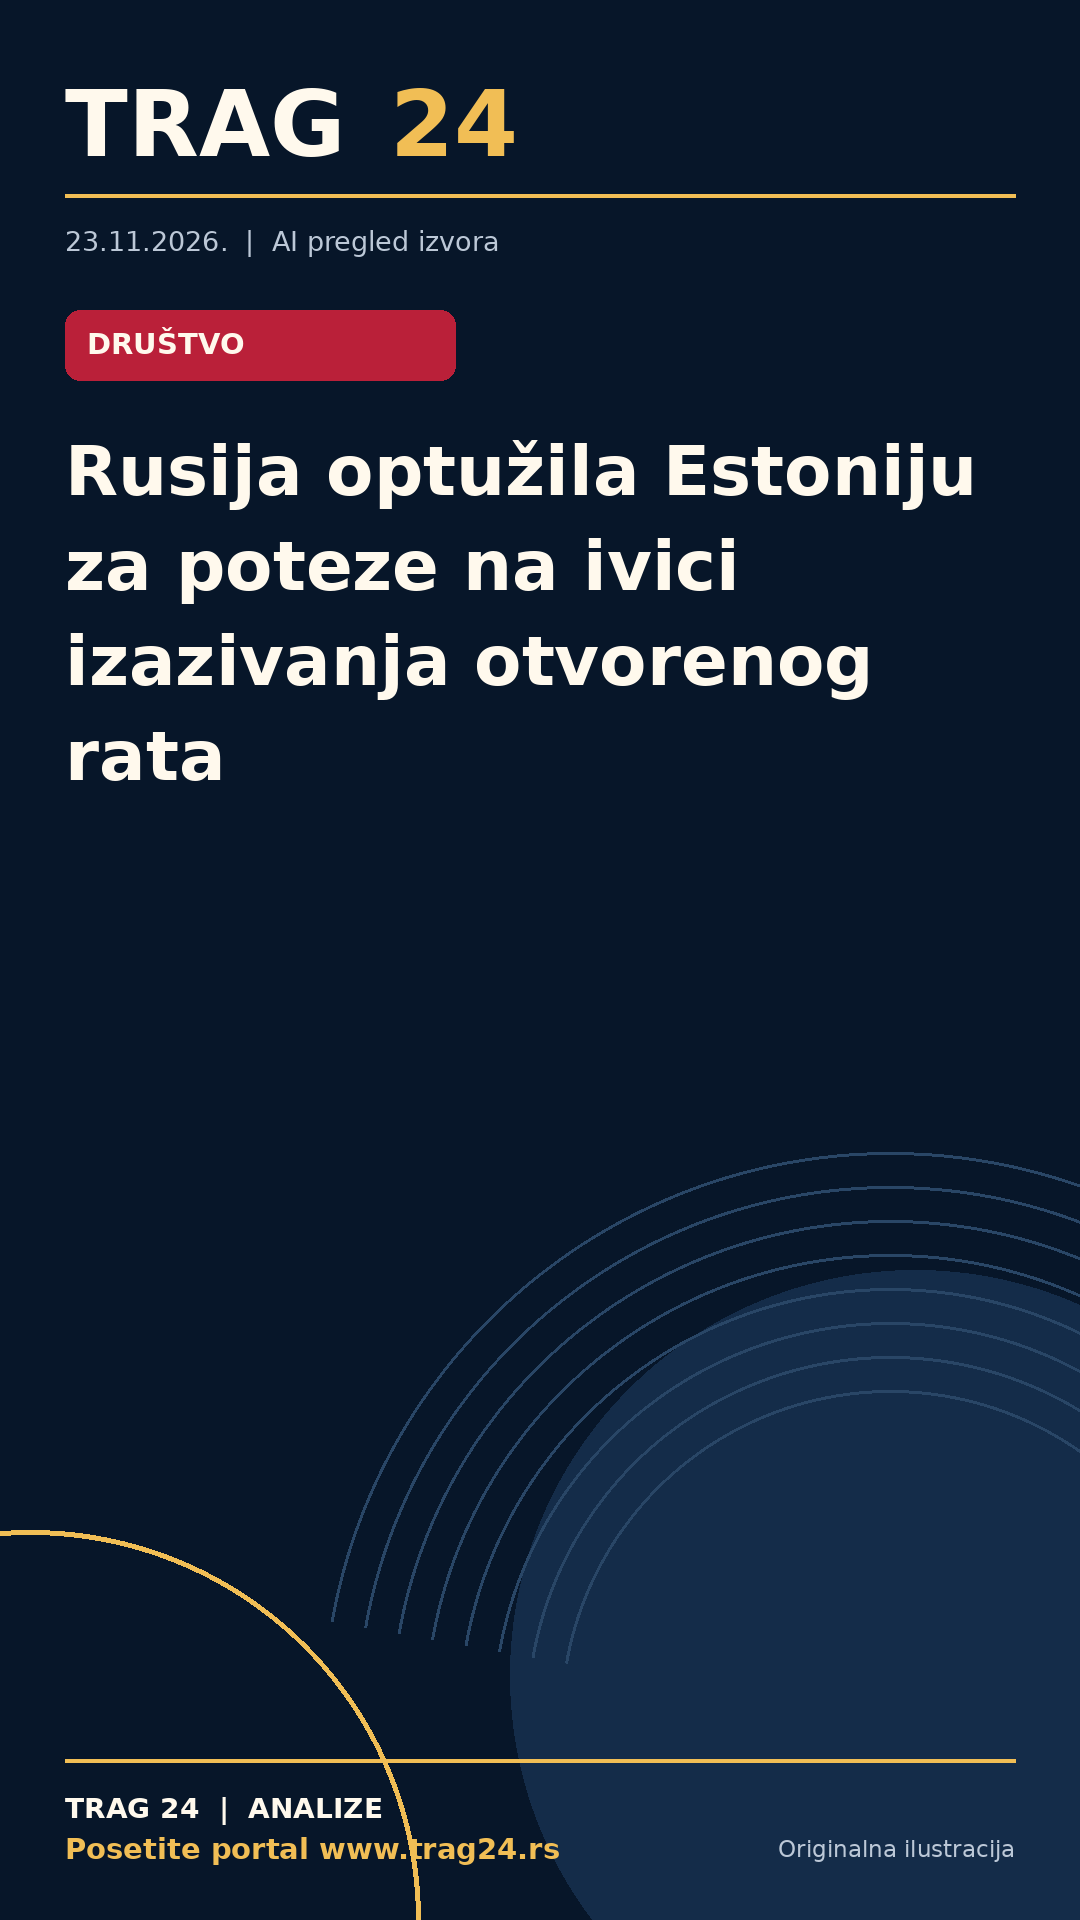 TRAG 24
23.11.2026. | AI pregled izvora
DRUŠTVO
Rusija optužila Estoniju
za poteze na ivici
izazivanja otvorenog
rata
TRAG 24 | ANALIZE
Posetite portal www.trag24.rs
Originalna ilustracija